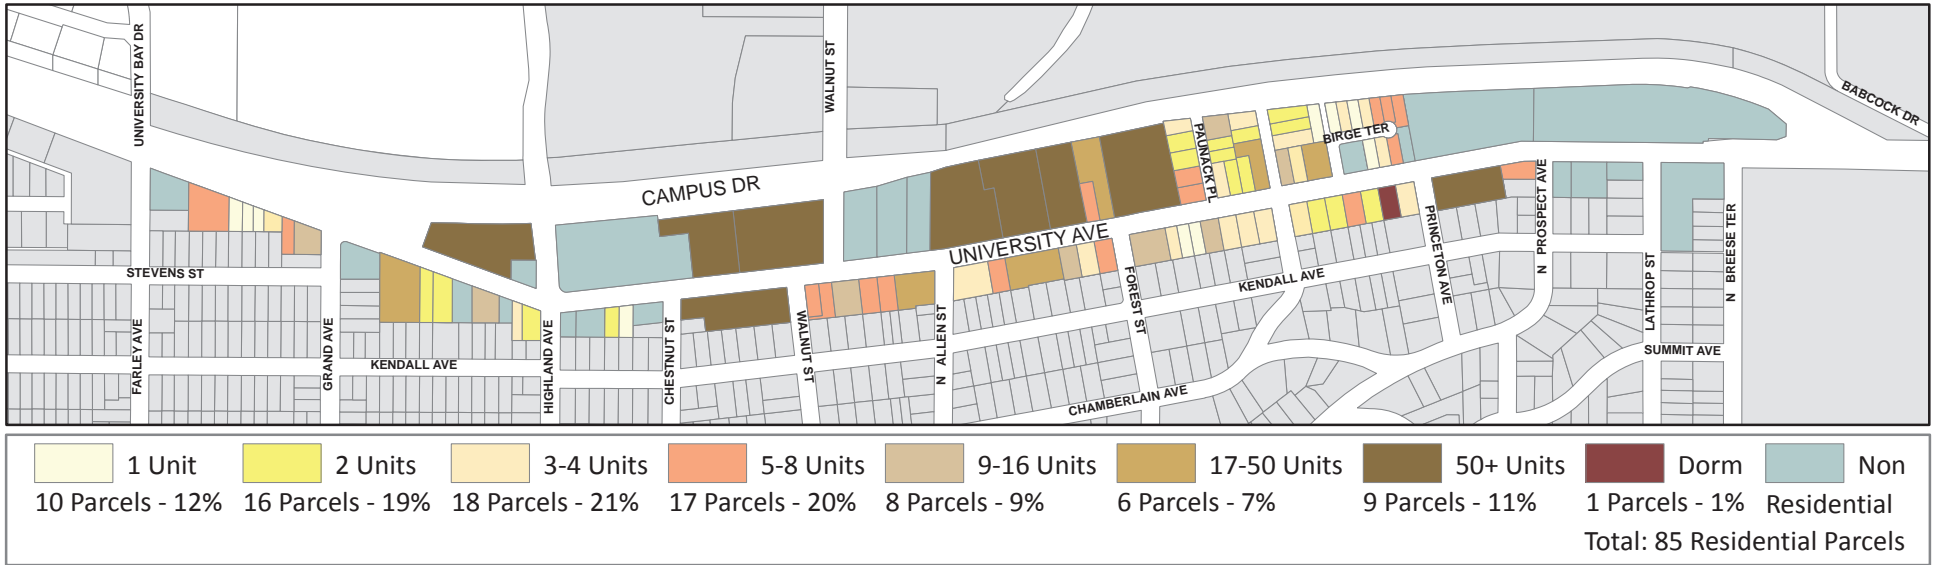 UNIVERSITY BAY DR
WALNUT ST
BABCOCK DR
PAUNACK PL
BIRGE TER
CAMPUS DR
UNIVERSITY AVE
STEVENS ST
FARLEY AVE
GRAND AVE
KENDALL AVE
HIGHLAND AVE
CHESTNUT ST
WALNUT ST
N ALLEN ST
FOREST ST
KENDALL AVE
CHAMBERLAIN AVE
PRINCETON AVE
N PROSPECT AVE
LATHROP ST
N BREESE TER
SUMMIT AVE
1 Unit
10 Parcels - 12%
2 Units
16 Parcels - 19%
3-4 Units
18 Parcels - 21%
5-8 Units
17 Parcels - 20%
9-16 Units
8 Parcels - 9%
17-50 Units
6 Parcels - 7%
50+ Units
9 Parcels - 11%
Dorm
1 Parcels - 1%
Non
Residential
Total: 85 Residential Parcels